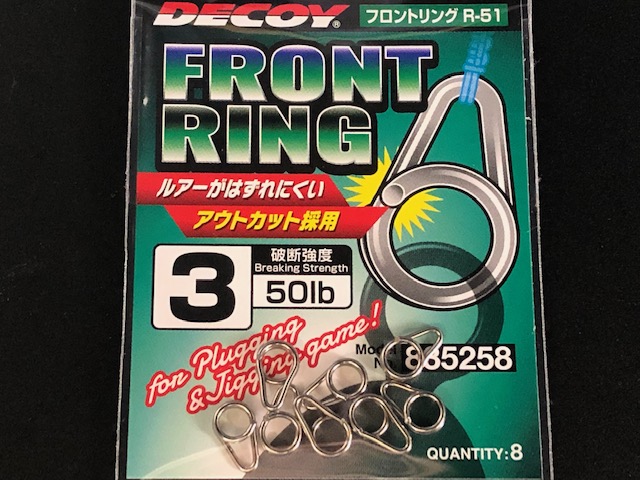 DECOY®
フロントリング R-51
FRONT
RING
ルアーがはずれにくい
アウトカット採用
3
破断強度
Breaking Strength
50lb
for Plugging
& Jigging game!
Model
885258
QUANTITY:8